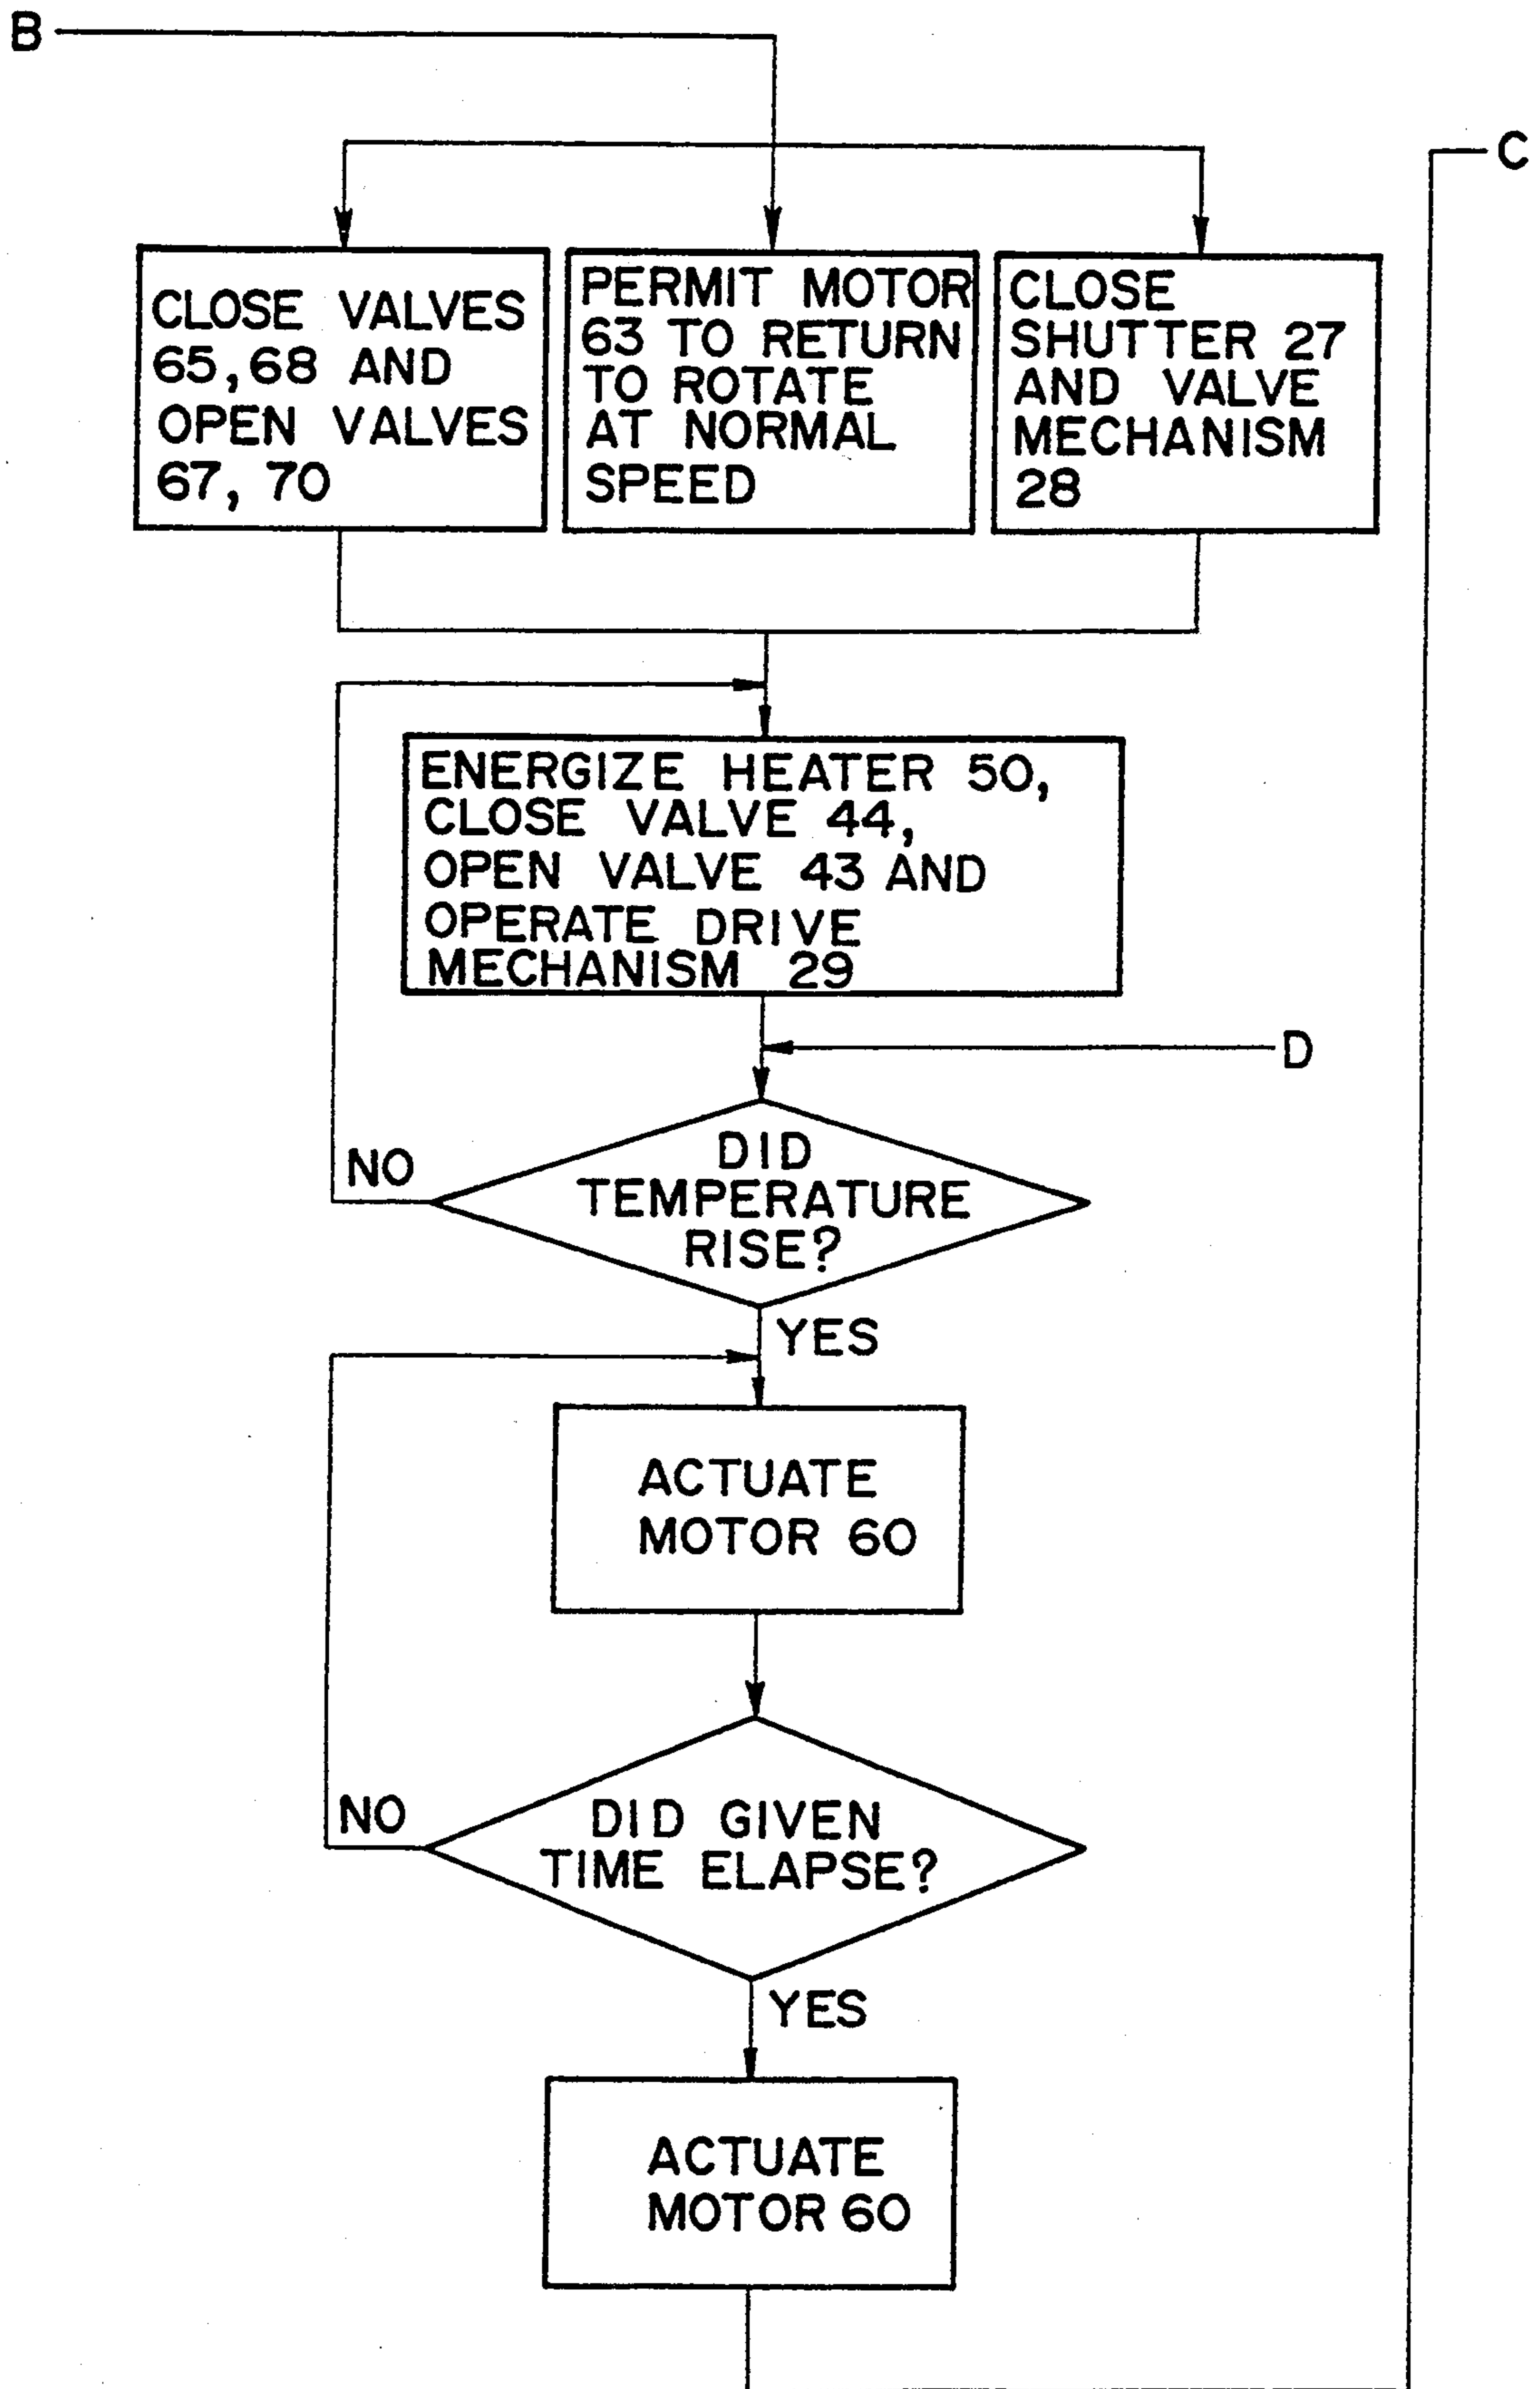 B
C
CLOSE VALVES
65, 68 AND
OPEN VALVES
67, 70
PERMIT MOTOR
63 TO RETURN
TO ROTATE
AT NORMAL
SPEED
CLOSE
SHUTTER 27
AND VALVE
MECHANISM
28
ENERGIZE HEATER 50,
CLOSE VALVE 44,
OPEN VALVE 43 AND
OPERATE DRIVE
MECHANISM 29
D
DID
TEMPERATURE
RISE?
NO
YES
ACTUATE
MOTOR 60
DID GIVEN
TIME ELAPSE?
NO
YES
ACTUATE
MOTOR 60